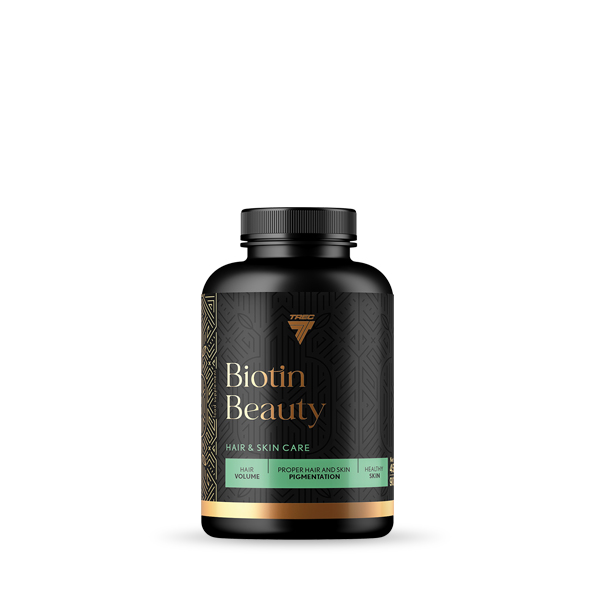 TREC
Biotin
Beauty
HAIR & SKIN CARE
HAIR
VOLUME
PROPER HAIR AND SKIN
PIGMENTATION
HEALTHY
SKIN